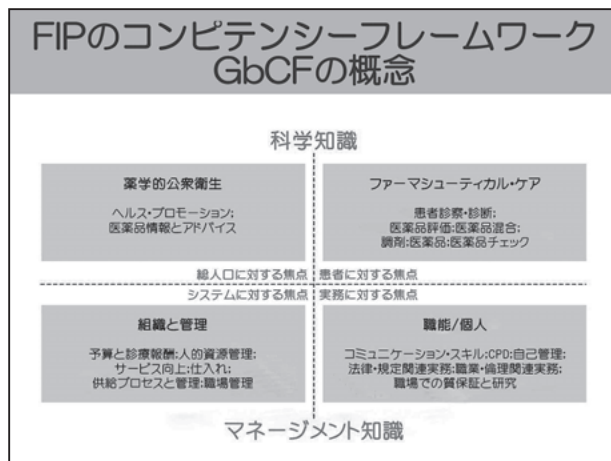 FIPのコンピテンシーフレームワーク
GbCFの概念
科学知識
薬学的公衆衛生
ヘルス・プロモーション;
医薬品情報とアドバイス
ファーマシューティカル・ケア
患者診察・診断;
医薬品評価;医薬品混合;
調剤;医薬品;医薬品チェック
総人口に対する焦点
患者に対する焦点
システムに対する焦点
実務に対する焦点
組織と管理
予算と診療報酬;人的資源管理;
サービス向上;仕入れ;
供給プロセスと管理;職場管理
職能/個人
コミュニケーション・スキル;CPD;自己管理;
法律・規定関連実務;職業・倫理関連実務;
職場での質保証と研究
マネージメント知識